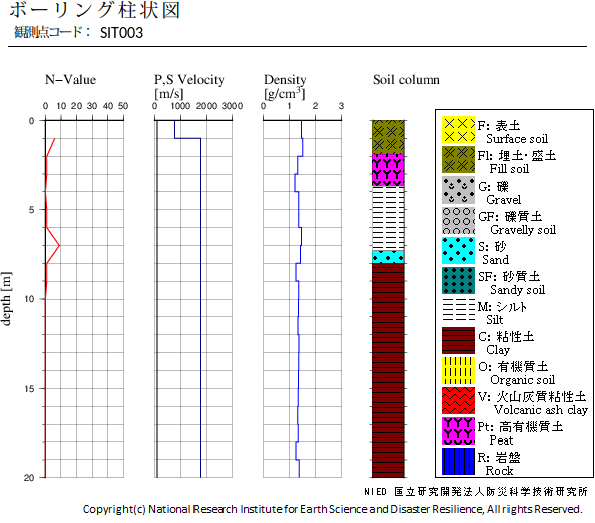 ボーリング柱状図
観測点コード： SIT003
N-Value
0 10 20 30 40 50
P,S Velocity
[m/s]
0 1000 2000 3000
Density
[g/cm³]
0 1 2 3
Soil column
depth [m]
0
5
10
15
20
F: 表土
Surface soil
Fl: 埋土・盛土
Fill soil
G: 礫
Gravel
GF: 礫質土
Gravelly soil
S: 砂
Sand
SF: 砂質土
Sandy soil
M: シルト
Silt
C: 粘性土
Clay
O: 有機質土
Organic soil
V: 火山灰質粘性土
Volcanic ash clay
Pt: 高有機質土
Peat
R: 岩盤
Rock
NIED 国立研究開発法人防災科学技術研究所
Copyright(c) National Research Institute for Earth Science and Disaster Resilience, All rights Reserved.